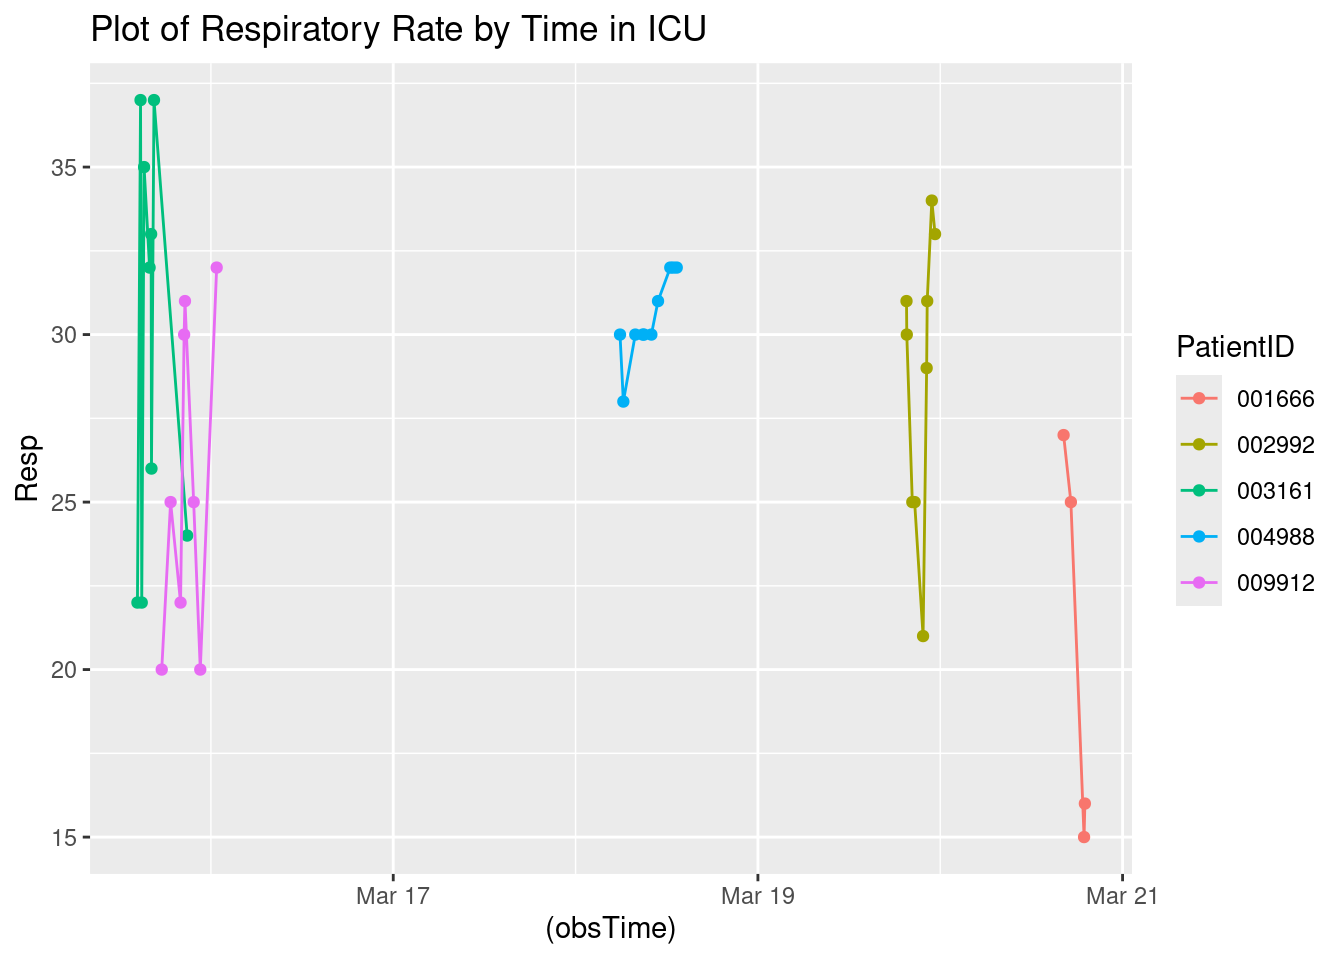 Plot of Respiratory Rate by Time in ICU
Resp
35
30
25
20
15
Mar 17
Mar 19
Mar 21
(obsTime)
PatientID
001666
002992
003161
004988
009912